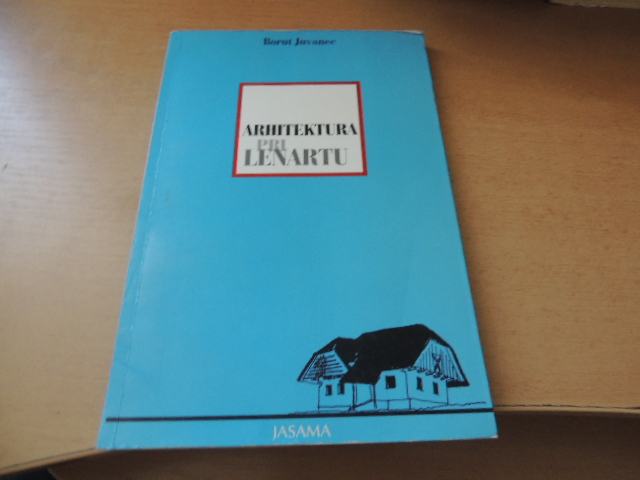 Borut Juvanec
ARHITEKTURA
PRI
LENARTU
JASAMA